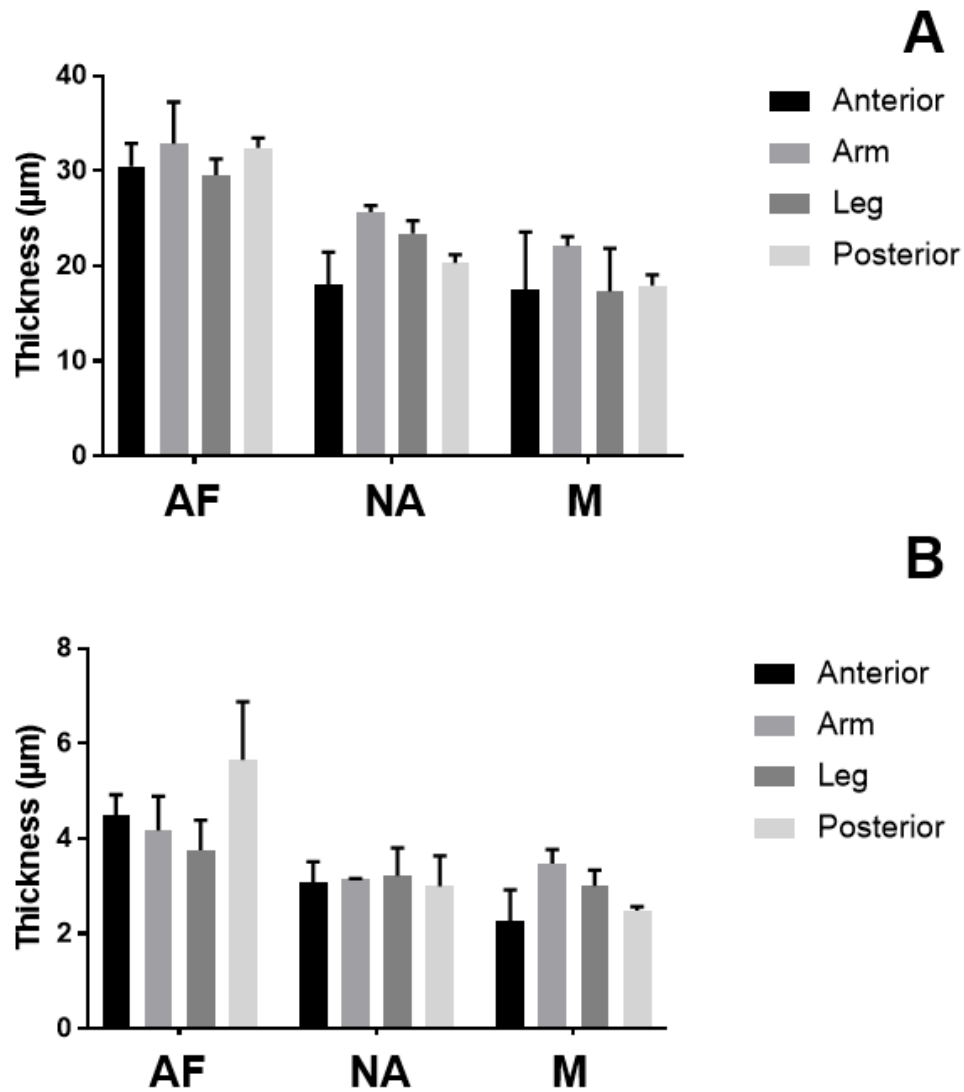 A
Anterior
Arm
Leg
Posterior
Thickness (µm)
40
30
20
10
0
AF NA M
B
Anterior
Arm
Leg
Posterior
Thickness (µm)
8
6
4
2
0
AF NA M